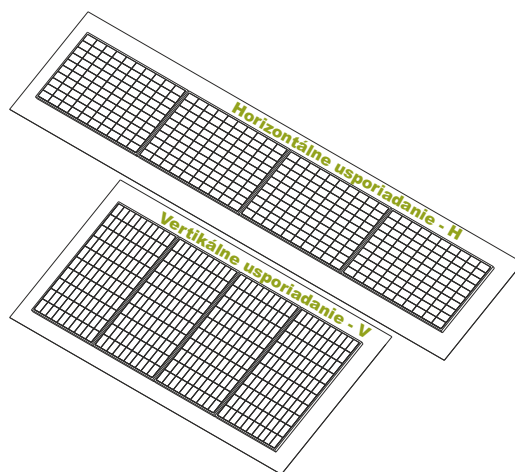 Horizontálne usporiadanie - H
Vertikálne usporiadanie - V